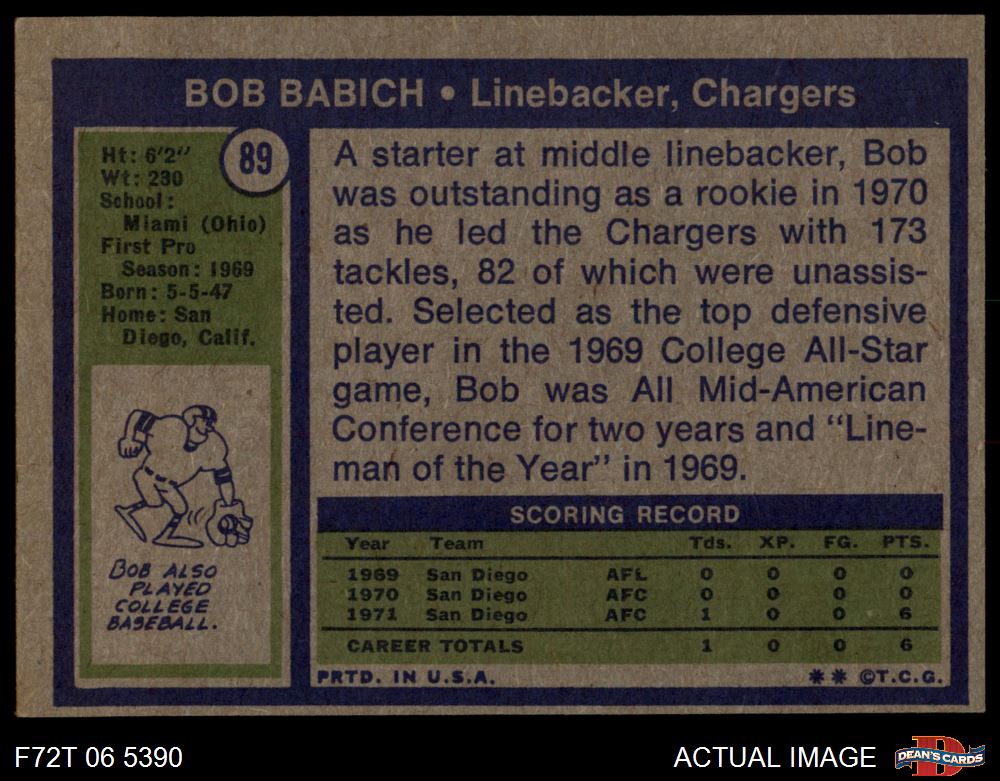 BOB BABICH • Linebacker, Chargers
Ht: 6'2"
Wt: 230
School:
Miami (Ohio)
First Pro
Season: 1969
Born: 5-5-47
Home: San
Diego, Calif.
89
BOB ALSO
PLAYED
COLLEGE
BASEBALL.
A starter at middle linebacker, Bob
was outstanding as a rookie in 1970
as he led the Chargers with 173
tackles, 82 of which were unassis-
ted. Selected as the top defensive
player in the 1969 College All-Star
game, Bob was All Mid-American
Conference for two years and “Line-
man of the Year” in 1969.
SCORING RECORD
Year Team Tds. XP. FG. PTS.
1969 San Diego AFL 0 0 0 0
1970 San Diego AFC 0 0 0 0
1971 San Diego AFC 1 0 0 6
CAREER TOTALS 1 0 0 6
PRTD. IN U.S.A. ** ©T.C.G.
F72T 06 5390 ACTUAL IMAGE
D
DEAN'S CARDS